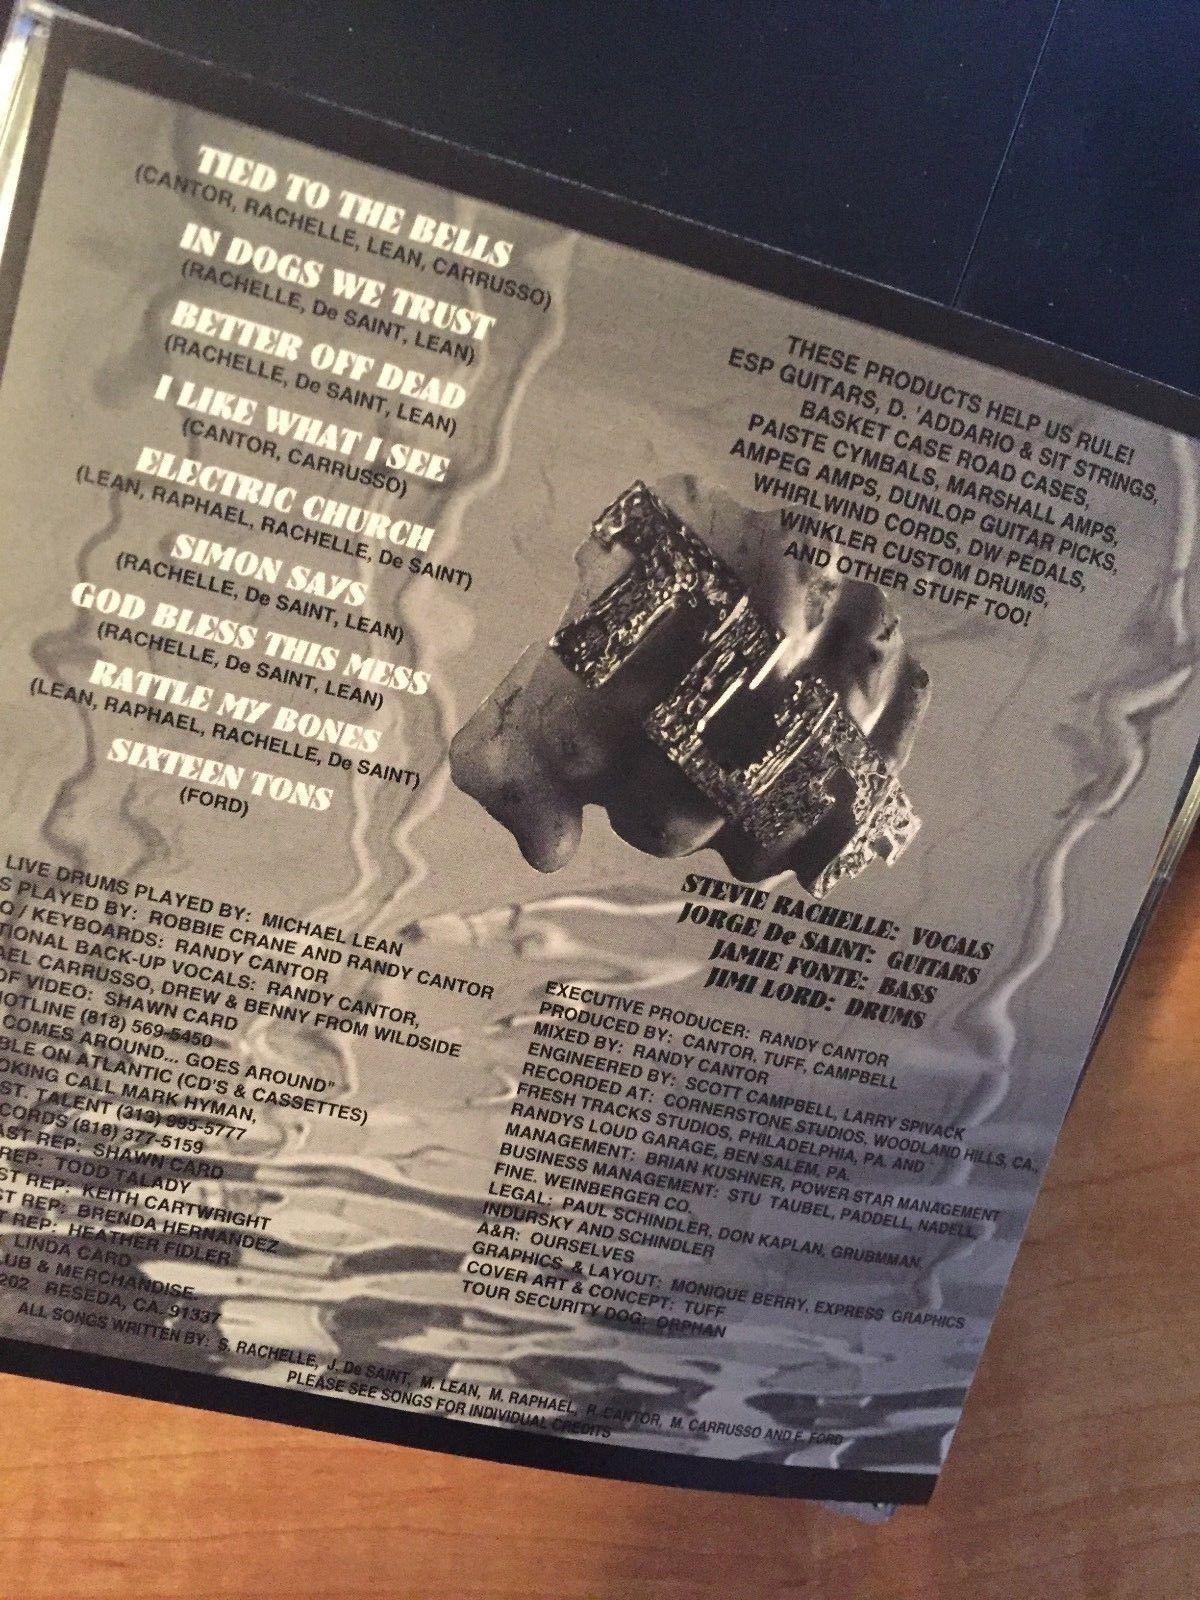 TIED TO THE BELLS
(CANTOR, RACHELLE, LEAN, CARRUSSO)
IN DOGS WE TRUST
(RACHELLE, De SAINT, LEAN)
BETTER OFF DEAD
(RACHELLE, De SAINT, LEAN)
I LIKE WHAT I SEE
(CANTOR, CARRUSSO)
ELECTRIC CHURCH
(LEAN, RAPHAEL, RACHELLE, De SAINT)
SIMON SAYS
(RACHELLE, De SAINT, LEAN)
GOD BLESS THIS MESS
(RACHELLE, De SAINT, LEAN)
RATTLE MY BONES
(LEAN, RAPHAEL, RACHELLE, De SAINT)
SIXTEEN TONS
(FORD)
LIVE DRUMS PLAYED BY: MICHAEL LEAN
PLAYED BY: ROBBIE CRANE AND RANDY CANTOR
/ KEYBOARDS: RANDY CANTOR
BACK-UP VOCALS: RANDY CANTOR,
CARRUSSO, DREW & BENNY FROM WILDSIDE
OF VIDEO: SHAWN CARD
HOTLINE (818) 569-5450
COMES AROUND... GOES AROUND"
ON ATLANTIC (CD'S & CASSETTES)
CALL MARK HYMAN,
TALENT (313) 995-5777
(818) 377-5159
REP: SHAWN CARD
REP: TODD TALADY
REP: KEITH CARTWRIGHT
REP: BRENDA HERNANDEZ
REP: HEATHER FIDLER
LINDA CARD
& MERCHANDISE
202 RESEDA, CA. 91337
ALL SONGS WRITTEN BY: S. RACHELLE, J. De SAINT, M. LEAN, M. RAPHAEL, R. CANTOR, M. CARRUSSO AND F. FORD
PLEASE SEE SONGS FOR INDIVIDUAL CREDITS
THESE PRODUCTS HELP US RULE!
ESP GUITARS, D. 'ADDARIO & SIT STRINGS,
BASKET CASE ROAD CASES,
PAISTE CYMBALS, MARSHALL AMPS,
AMPEG AMPS, DUNLOP GUITAR PICKS,
WHIRLWIND CORDS, DW PEDALS,
WINKLER CUSTOM DRUMS,
AND OTHER STUFF TOO!
STEVIE RACHELLE: VOCALS
JORGE De SAINT: GUITARS
JAMIE FONTE: BASS
JIMI LORD: DRUMS
EXECUTIVE PRODUCER: RANDY CANTOR
PRODUCED BY: CANTOR, TUFF, CAMPBELL
MIXED BY: RANDY CANTOR
ENGINEERED BY: SCOTT CAMPBELL, LARRY SPIVACK
RECORDED AT: CORNERSTONE STUDIOS, WOODLAND HILLS, CA.,
FRESH TRACKS STUDIOS, PHILADELPHIA, PA. AND
RANDYS LOUD GARAGE, BEN SALEM, PA.
MANAGEMENT: BRIAN KUSHNER, POWER STAR MANAGEMENT
BUSINESS MANAGEMENT: STU TAUBEL, PADDELL, NADELL,
FINE. WEINBERGER CO.
LEGAL: PAUL SCHINDLER, DON KAPLAN, GRUBMMAN,
INDURSKY AND SCHINDLER
A&R: OURSELVES
GRAPHICS & LAYOUT: MONIQUE BERRY, EXPRESS GRAPHICS
COVER ART & CONCEPT: TUFF
TOUR SECURITY DOG: ORPHAN